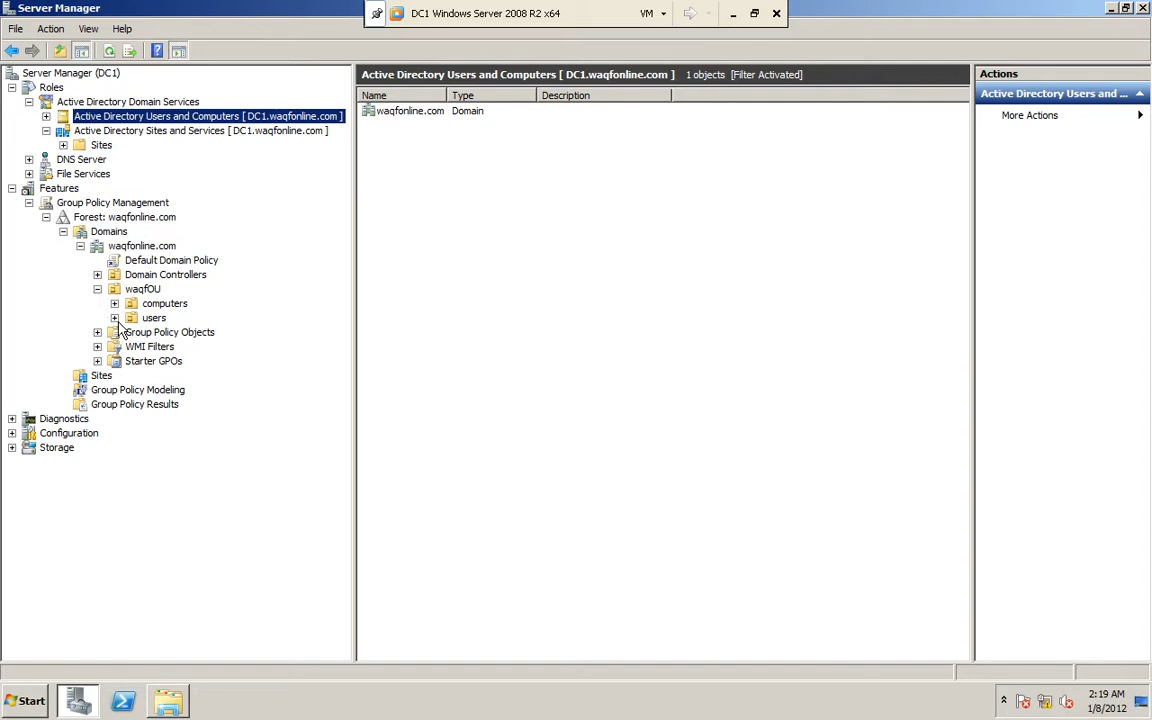 Server Manager
DC1 Windows Server 2008 R2 x64
VM
File Action View Help
Server Manager (DC1)
Roles
Active Directory Domain Services
Active Directory Users and Computers [ DC1.waqfonline.com ]
Active Directory Sites and Services [ DC1.waqfonline.com ]
Sites
DNS Server
File Services
Features
Group Policy Management
Forest: waqfonline.com
Domains
waqfonline.com
Default Domain Policy
Domain Controllers
waqfOU
computers
users
Group Policy Objects
WMI Filters
Starter GPOs
Sites
Group Policy Modeling
Group Policy Results
Diagnostics
Configuration
Storage
Active Directory Users and Computers [ DC1.waqfonline.com ] 1 objects [Filter Activated]
Name Type Description
waqfonline.com Domain
Actions
Active Directory Users and ...
More Actions
Start
2:19 AM
1/8/2012